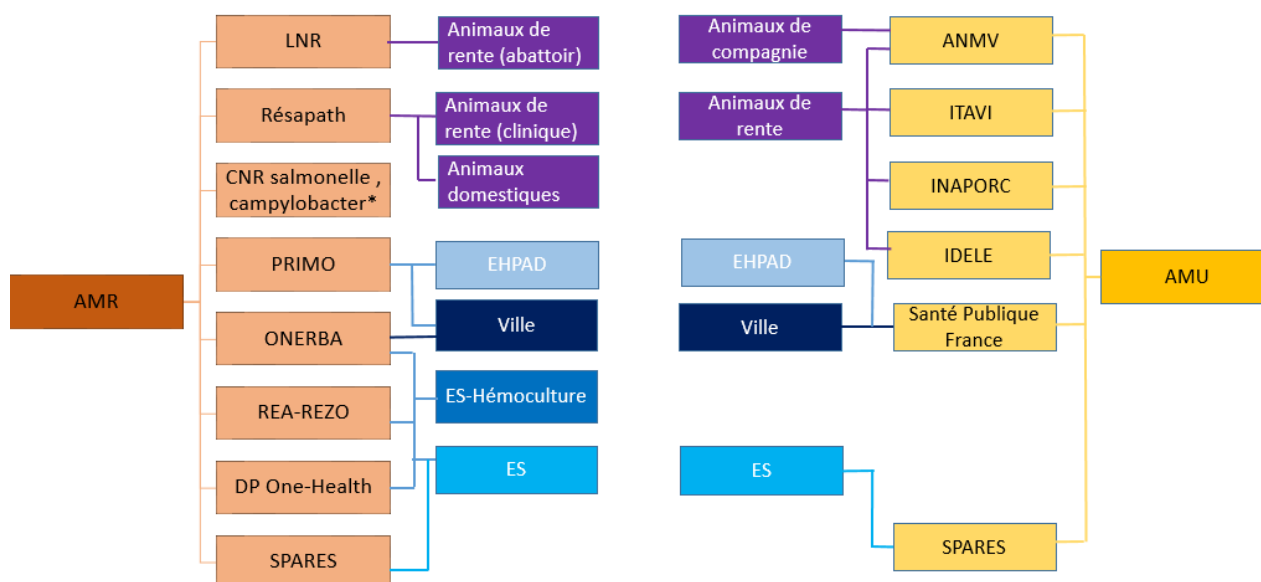 LNR
Animaux de
rente (abattoir)
Résapath
Animaux de
rente (clinique)
Animaux
domestiques
CNR salmonelle ,
campylobacter*
PRIMO
EHPAD
AMR
Ville
ONERBA
ES-Hémoculture
REA-REZO
ES
DP One-Health
SPARES
Animaux de
compagnie
ANMV
Animaux de
rente
ITAVI
INAPORC
EHPAD
IDELE
AMU
Ville
Santé Publique
France
ES
SPARES